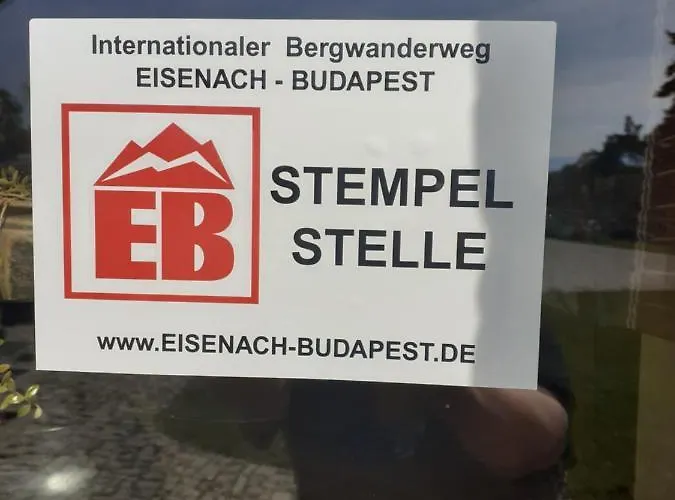 Internationaler Bergwanderweg
EISENACH - BUDAPEST
EB
STEMPEL
STELLE
www.EISENACH-BUDAPEST.DE